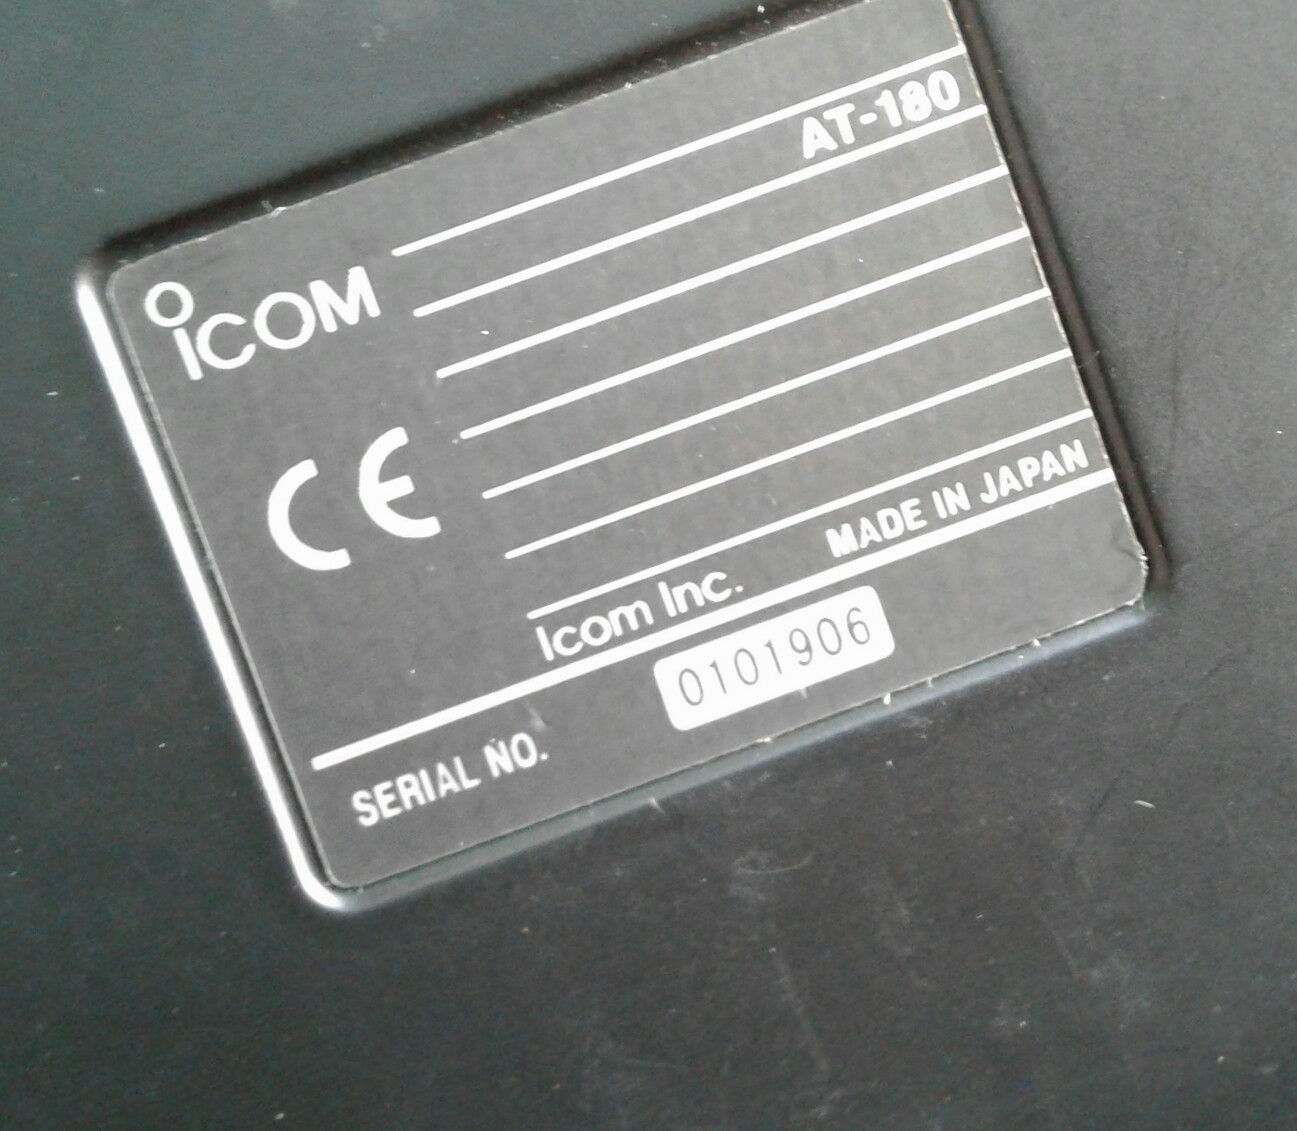 AT-180
ICOM
CE
MADE IN JAPAN
Icom Inc.
0101906
SERIAL NO.